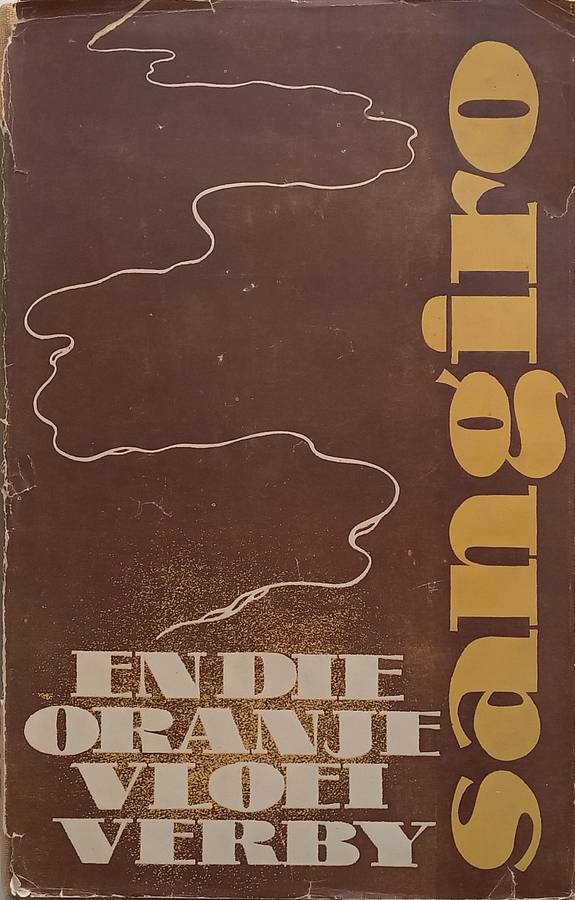 sangiro
EN DIE
ORANJE
VLOEI
VERBY